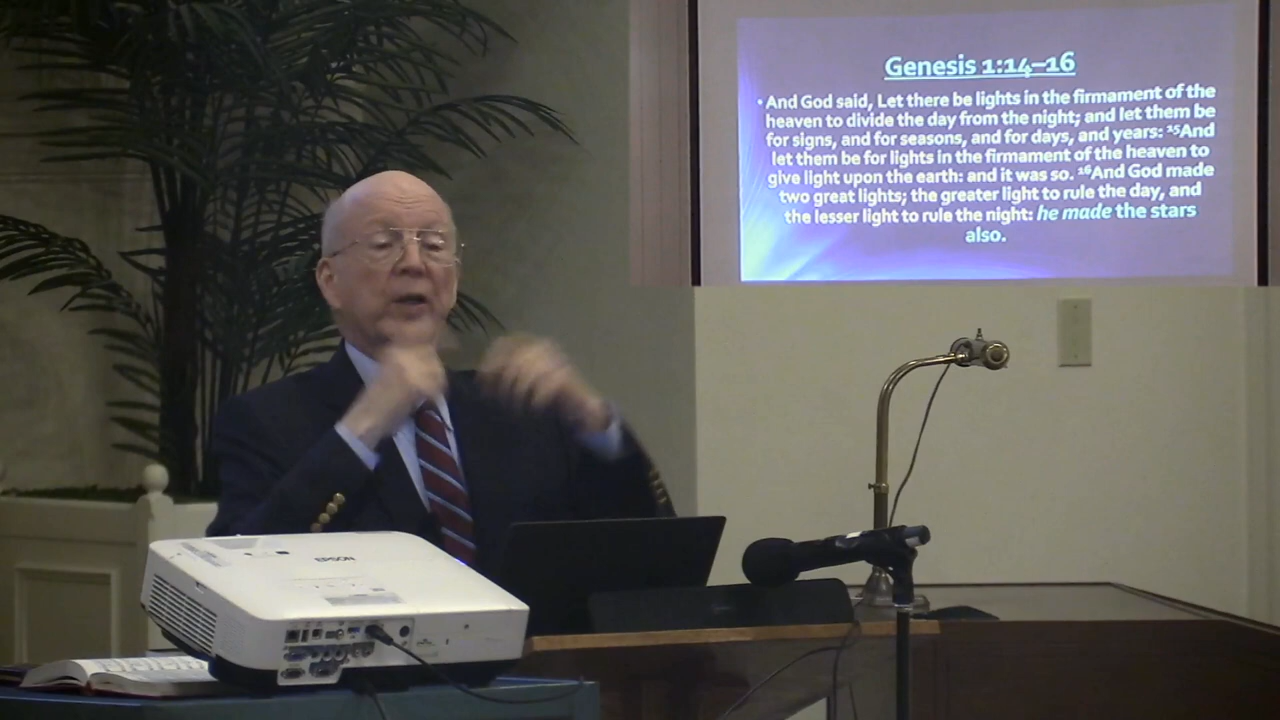 Genesis 1:14–16
• And God said, Let there be lights in the firmament of the
heaven to divide the day from the night; and let them be
for signs, and for seasons, and for days, and years: ¹⁵And
let them be for lights in the firmament of the heaven to
give light upon the earth: and it was so. ¹⁶And God made
two great lights; the greater light to rule the day, and
the lesser light to rule the night: he made the stars
also.
EPSON